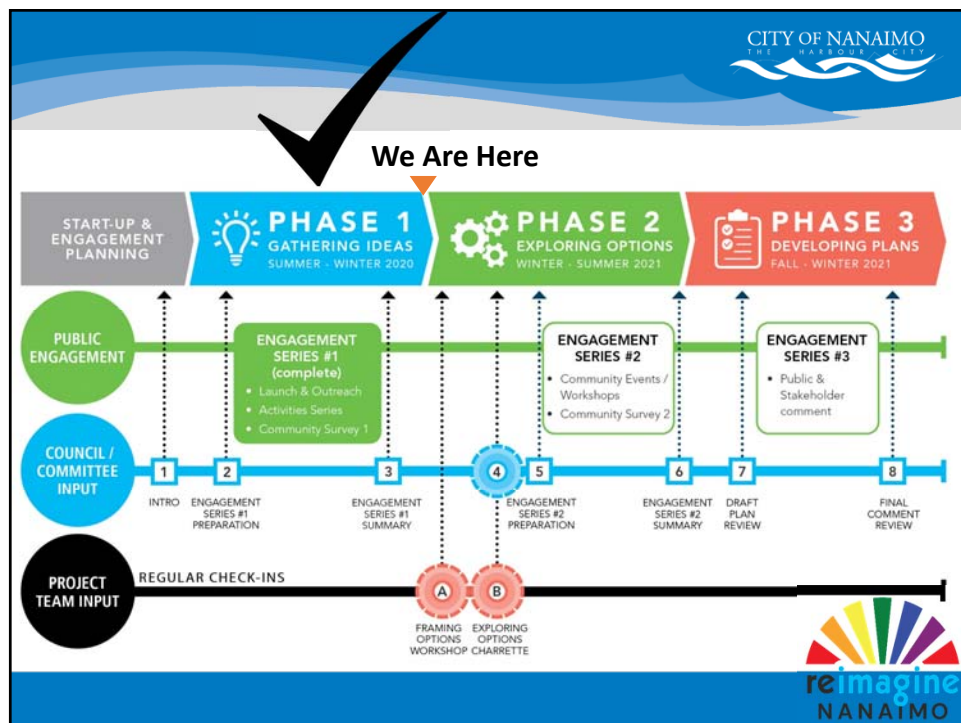 CITY OF NANAIMO
THE HARBOUR CITY
We Are Here
START-UP &
ENGAGEMENT
PLANNING
PHASE 1
GATHERING IDEAS
SUMMER - WINTER 2020
PHASE 2
EXPLORING OPTIONS
WINTER - SUMMER 2021
PHASE 3
DEVELOPING PLANS
FALL - WINTER 2021
PUBLIC
ENGAGEMENT
ENGAGEMENT
SERIES #1
(complete)
• Launch & Outreach
• Activities Series
• Community Survey 1
ENGAGEMENT
SERIES #2
• Community Events /
Workshops
• Community Survey 2
ENGAGEMENT
SERIES #3
• Public &
Stakeholder
comment
COUNCIL /
COMMITTEE
INPUT
1
INTRO
2
ENGAGEMENT
SERIES #1
PREPARATION
3
ENGAGEMENT
SERIES #1
SUMMARY
4
5
ENGAGEMENT
SERIES #2
PREPARATION
6
ENGAGEMENT
SERIES #2
SUMMARY
7
DRAFT
PLAN
REVIEW
8
FINAL
COMMENT
REVIEW
PROJECT
TEAM INPUT
REGULAR CHECK-INS
A
FRAMING
OPTIONS
WORKSHOP
B
EXPLORING
OPTIONS
CHARRETTE
reimagine
NANAIMO